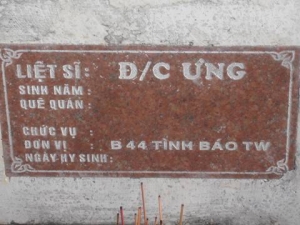 LIỆT SĨ: Đ/C ƯNG
SINH NĂM:
QUÊ QUÁN:
CHỨC VỤ :
ĐƠN VỊ : B 44 TÌNH BÁO TW
NGÀY HY SINH: